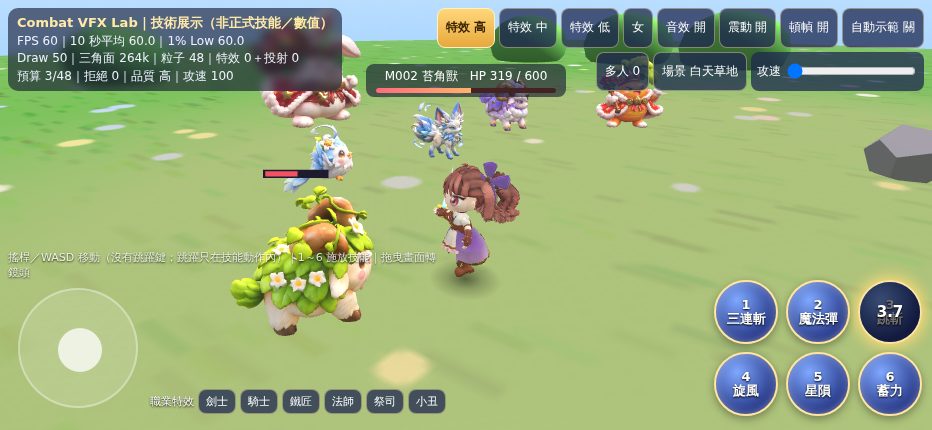 Combat VFX Lab｜技術展示（非正式技能／數值）
FPS 60｜10 秒平均 60.0｜1% Low 60.0
Draw 50｜三角面 264k｜粒子 48｜特效 0＋投射 0
預算 3/48｜拒絕 0｜品質 高｜攻速 100
特效 高
特效 中
特效 低
女
音效 開
震動 開
頓幀 開
自動示範 關
M002 苔角獸 HP 319 / 600
多人 0
場景 白天草地
攻速
搖桿／WASD 移動（沒有跳躍鍵；跳躍只在技能動作內）｜1～6 施放技能｜拖曳畫面轉
鏡頭
1
三連斬
2
魔法彈
3.7
4
旋風
5
星隕
6
蓄力
職業特效
劍士
騎士
鐵匠
法師
祭司
小丑